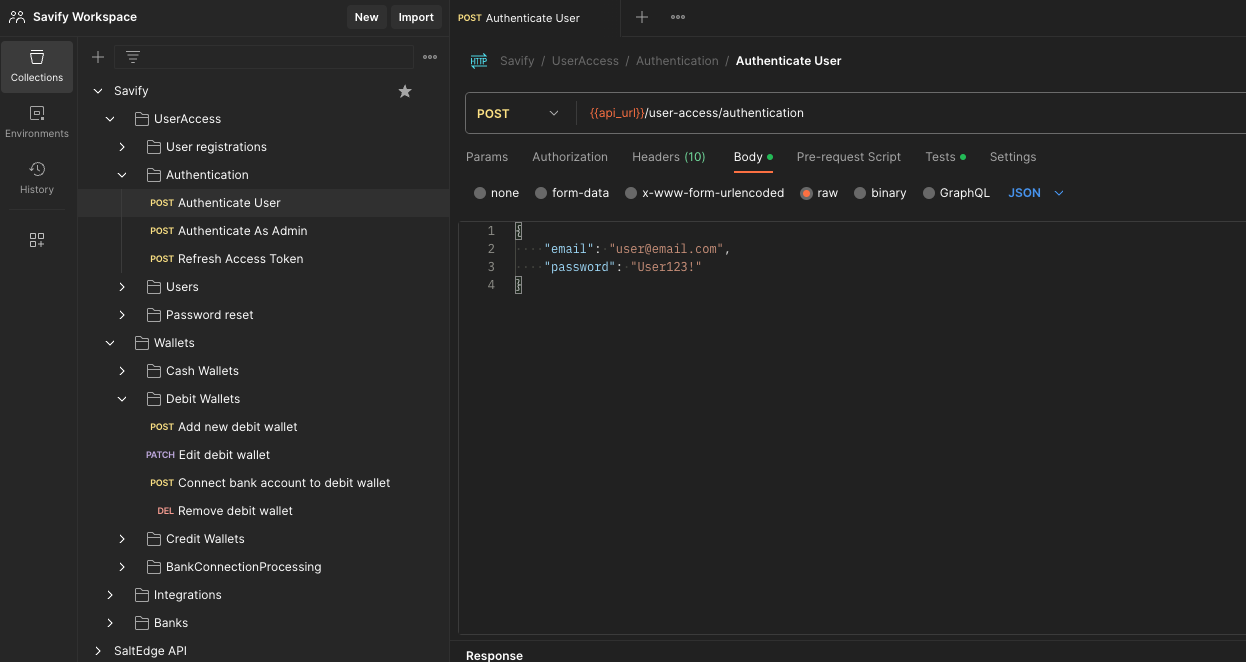 Savify Workspace
New
Import
Collections
Environments
History
Savify
UserAccess
User registrations
Authentication
POST Authenticate User
POST Authenticate As Admin
POST Refresh Access Token
Users
Password reset
Wallets
Cash Wallets
Debit Wallets
POST Add new debit wallet
PATCH Edit debit wallet
POST Connect bank account to debit wallet
DEL Remove debit wallet
Credit Wallets
BankConnectionProcessing
Integrations
Banks
SaltEdge API
POST Authenticate User
HTTP Savify / UserAccess / Authentication / Authenticate User
POST {{api_url}}/user-access/authentication
Params Authorization Headers (10) Body Pre-request Script Tests Settings
none form-data x-www-form-urlencoded raw binary GraphQL JSON
1 {
2 "email": "user@email.com",
3 "password": "User123!"
4 }
Response